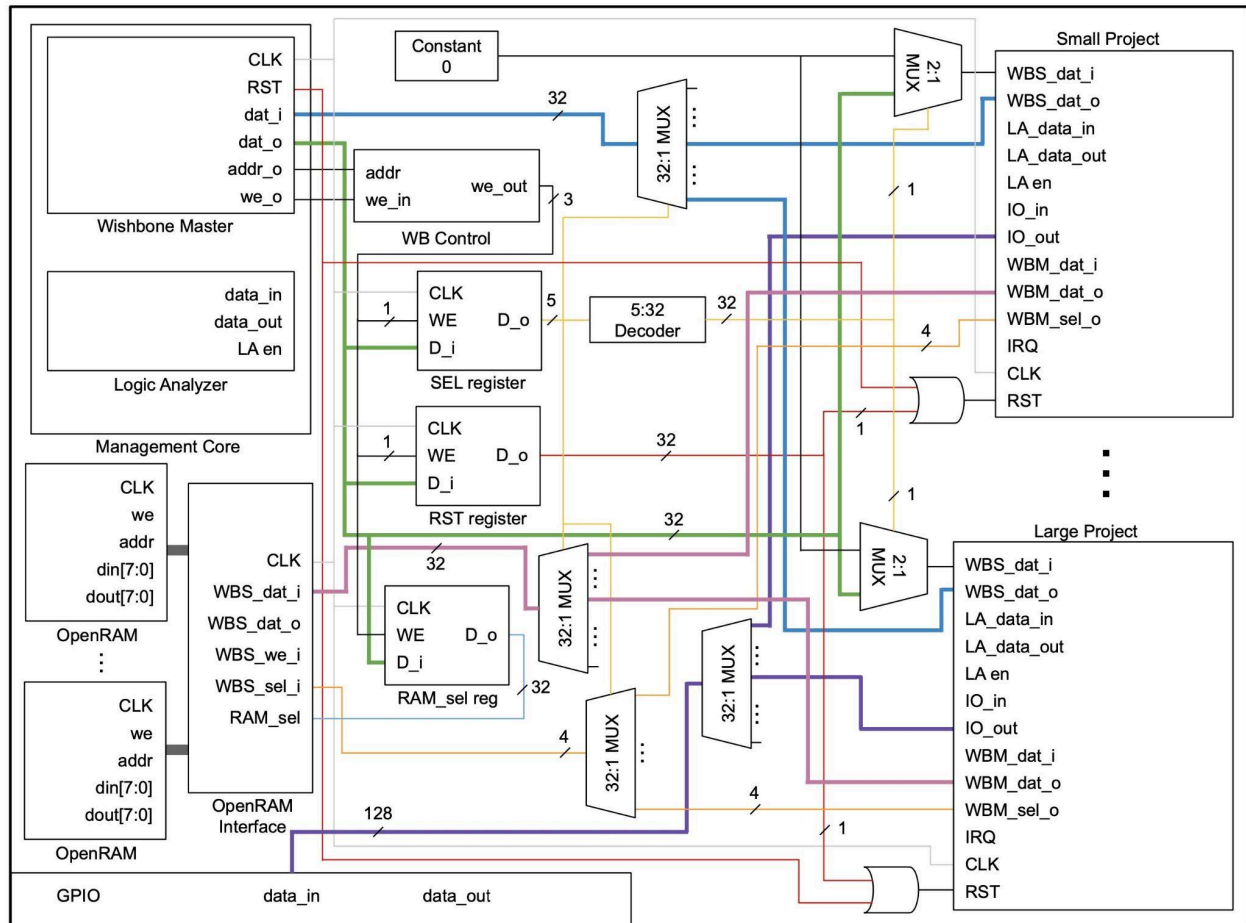 CLK
RST
dat_i
dat_o
addr_o
we_o
Wishbone Master
data_in
data_out
LA en
Logic Analyzer
Management Core
Constant
0
addr
we_in
we_out
WB Control
3
32
32:1 MUX
2:1
MUX
1
CLK
WE
D_i
D_o
SEL register
1
5
5:32
Decoder
32
4
CLK
WE
D_i
D_o
RST register
1
32
1
32
32
1
Small Project
WBS_dat_i
WBS_dat_o
LA_data_in
LA_data_out
LA en
IO_in
IO_out
WBM_dat_i
WBM_dat_o
WBM_sel_o
IRQ
CLK
RST
CLK
we
addr
din[7:0]
dout[7:0]
OpenRAM
CLK
we
addr
din[7:0]
dout[7:0]
OpenRAM
CLK
WBS_dat_i
WBS_dat_o
WBS_we_i
WBS_sel_i
RAM_sel
OpenRAM
Interface
CLK
WE
D_i
D_o
RAM_sel reg
32
32:1 MUX
32:1 MUX
32:1 MUX
2:1
MUX
4
4
128
1
Large Project
WBS_dat_i
WBS_dat_o
LA_data_in
LA_data_out
LA en
IO_in
IO_out
WBM_dat_i
WBM_dat_o
WBM_sel_o
IRQ
CLK
RST
GPIO
data_in
data_out